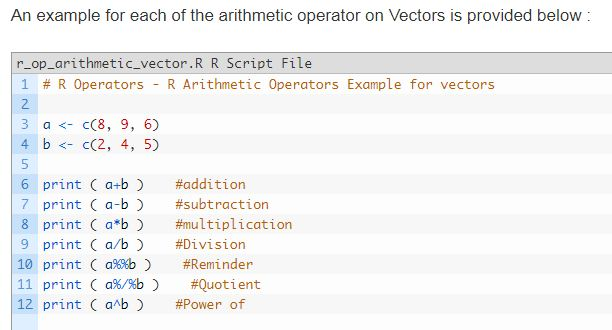 An example for each of the arithmetic operator on Vectors is provided below :
r_op_arithmetic_vector.R R Script File
1 # R Operators - R Arithmetic Operators Example for vectors
2
3 a <- c(8, 9, 6)
4 b <- c(2, 4, 5)
5
6 print ( a+b ) #addition
7 print ( a-b ) #subtraction
8 print ( a*b ) #multiplication
9 print ( a/b ) #Division
10 print ( a%%b ) #Reminder
11 print ( a%/%b ) #Quotient
12 print ( a^b ) #Power of